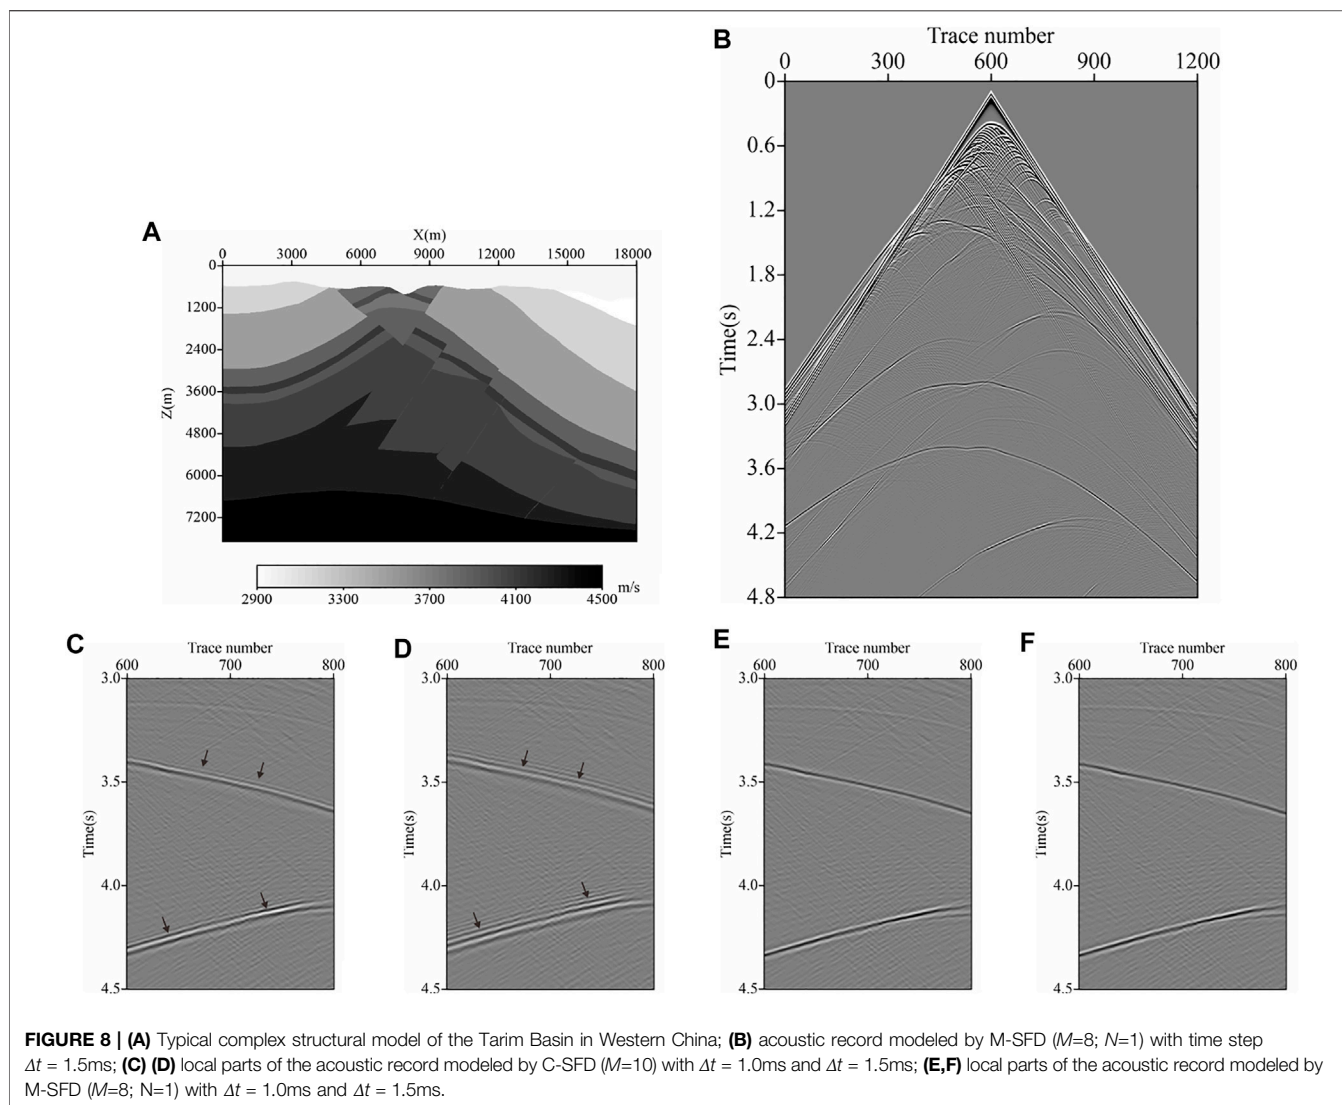 B
Trace number
0 300 600 900 1200
0
0.6
1.2
1.8
2.4
3.0
3.6
4.2
4.8
Time(s)
A
X(m)
0 3000 6000 9000 12000 15000 18000
0
1200
2400
3600
4800
6000
7200
Z(m)
2900 3300 3700 4100 4500
m/s
C
Trace number
600 700 800
3.0
3.5
4.0
4.5
Time(s)
D
Trace number
600 700 800
3.0
3.5
4.0
4.5
Time(s)
E
Trace number
600 700 800
3.0
3.5
4.0
4.5
Time(s)
F
Trace number
600 700 800
3.0
3.5
4.0
4.5
Time(s)
FIGURE 8 | (A) Typical complex structural model of the Tarim Basin in Western China; (B) acoustic record modeled by M-SFD (M=8; N=1) with time step
Δt = 1.5ms; (C) (D) local parts of the acoustic record modeled by C-SFD (M=10) with Δt = 1.0ms and Δt = 1.5ms; (E,F) local parts of the acoustic record modeled by
M-SFD (M=8; N=1) with Δt = 1.0ms and Δt = 1.5ms.